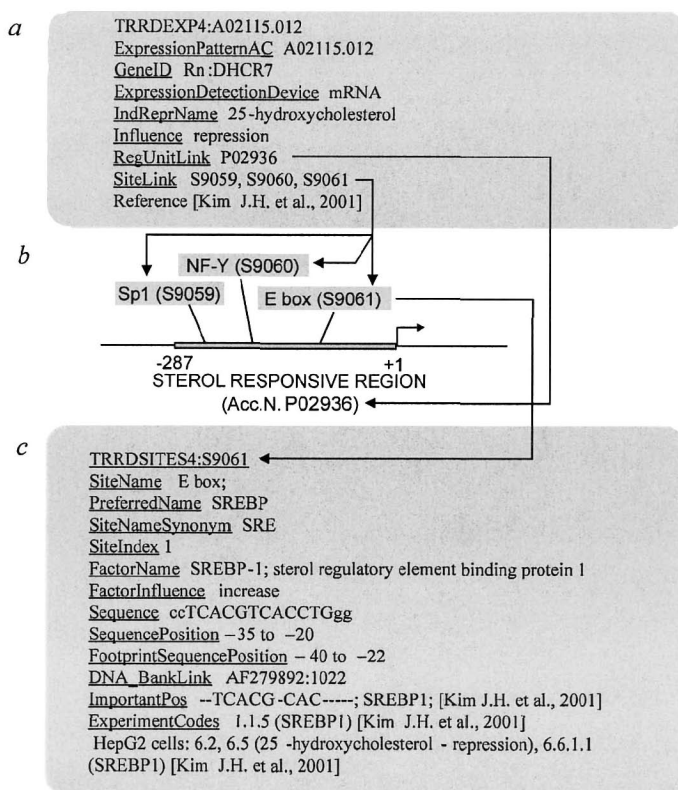 a
TRRDEXP4:A02115.012
ExpressionPatternAC A02115.012
GeneID Rn:DHCR7
ExpressionDetectionDevice mRNA
IndReprName 25-hydroxycholesterol
Influence repression
RegUnitLink P02936
SiteLink S9059, S9060, S9061
Reference [Kim J.H. et al., 2001]
b
NF-Y (S9060)
Sp1 (S9059)
E box (S9061)
-287 +1
STEROL RESPONSIVE REGION
(Acc.N. P02936)
c
TRRDSITES4:S9061
SiteName E box;
PreferredName SREBP
SiteNameSynonym SRE
SiteIndex 1
FactorName SREBP-1; sterol regulatory element binding protein 1
FactorInfluence increase
Sequence ccTCACGTCACCTGgg
SequencePosition –35 to –20
FootprintSequencePosition – 40 to –22
DNA_BankLink AF279892:1022
ImportantPos --TCACG-CAC-----; SREBP1; [Kim J.H. et al., 2001]
ExperimentCodes 1.1.5 (SREBP1) [Kim J.H. et al., 2001]
HepG2 cells: 6.2, 6.5 (25 -hydroxycholesterol - repression), 6.6.1.1
(SREBP1) [Kim J.H. et al., 2001]